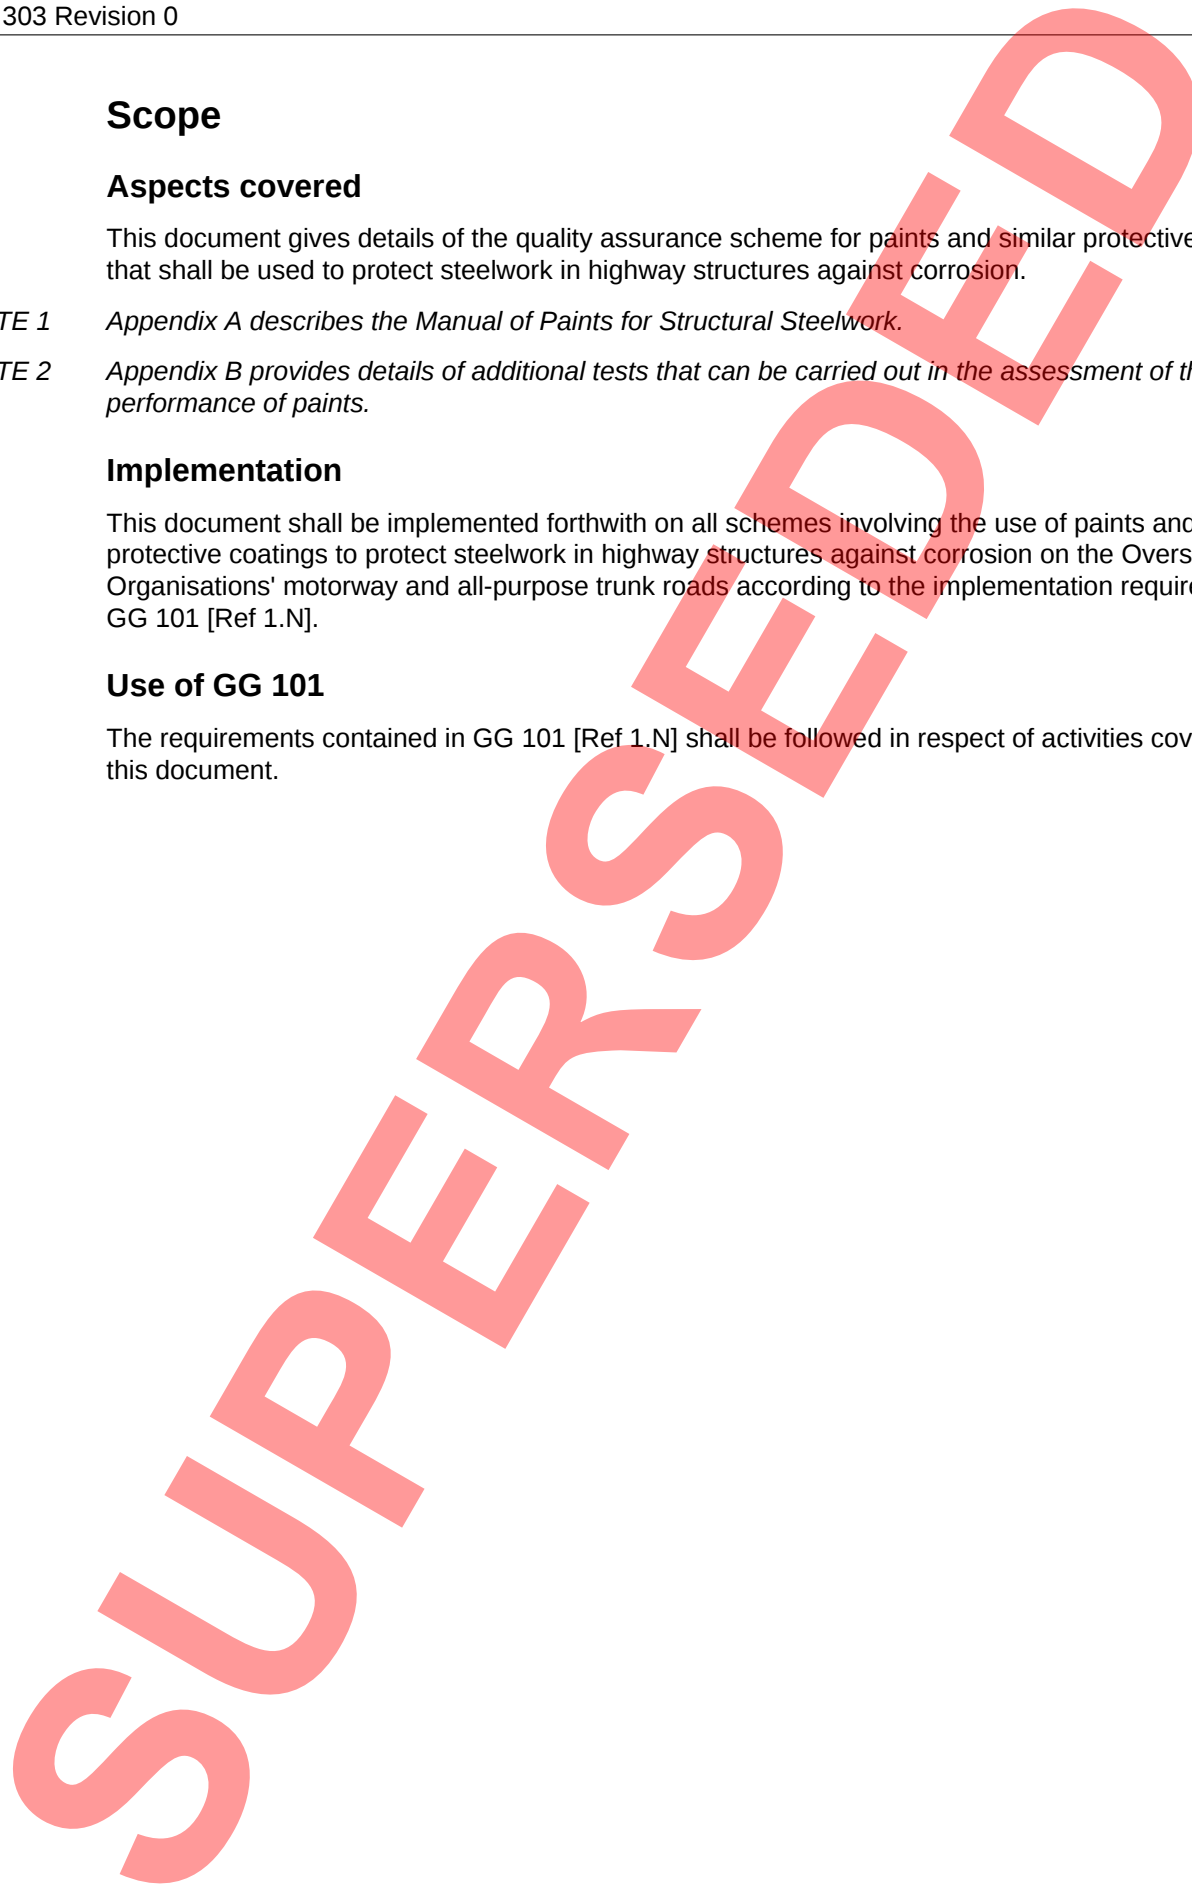 303 Revision 0
Scope
Aspects covered
This document gives details of the quality assurance scheme for paints and similar protective
that shall be used to protect steelwork in highway structures against corrosion.
TE 1 Appendix A describes the Manual of Paints for Structural Steelwork.
TE 2 Appendix B provides details of additional tests that can be carried out in the assessment of th
performance of paints.
Implementation
This document shall be implemented forthwith on all schemes involving the use of paints and
protective coatings to protect steelwork in highway structures against corrosion on the Overs
Organisations' motorway and all-purpose trunk roads according to the implementation require
GG 101 [Ref 1.N].
Use of GG 101
The requirements contained in GG 101 [Ref 1.N] shall be followed in respect of activities cov
this document.
SUPERSEDED